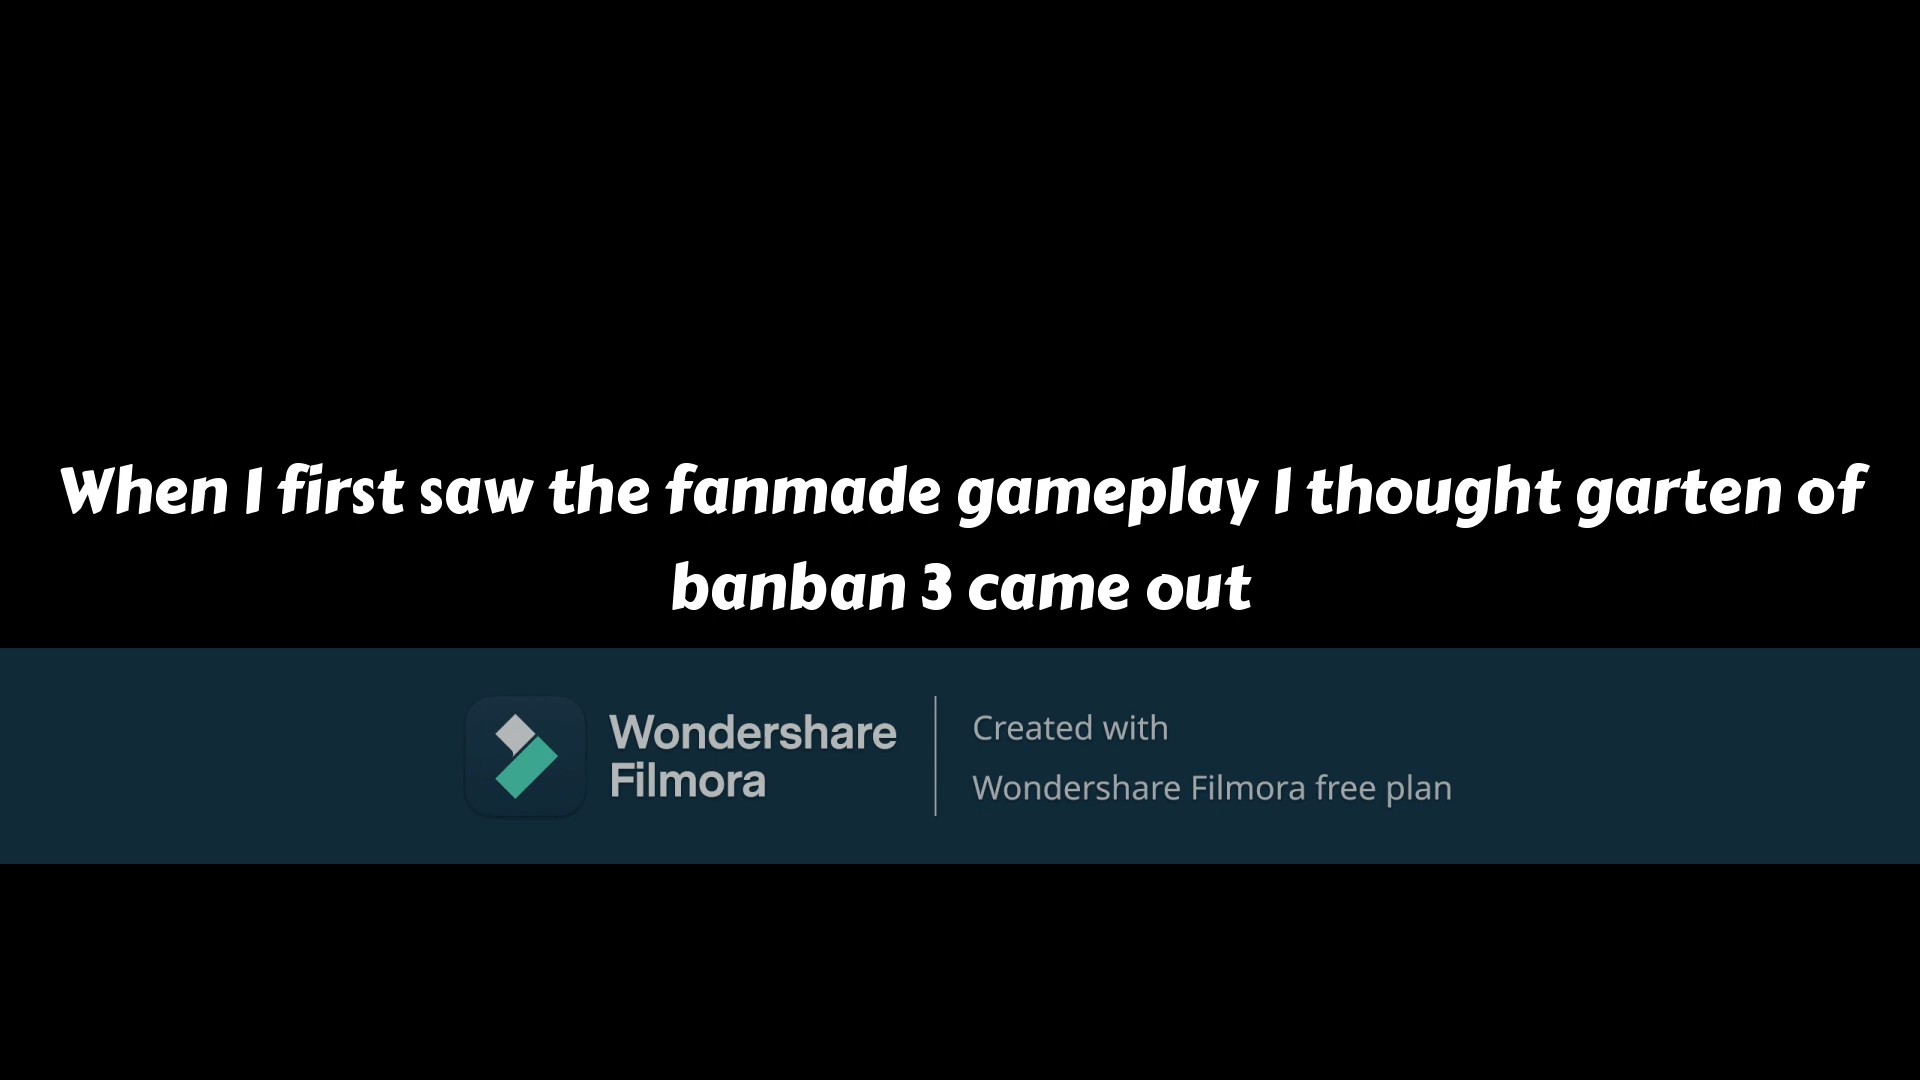 When I first saw the fanmade gameplay I thought garten of
banban 3 came out
Wondershare
Filmora
Created with
Wondershare Filmora free plan